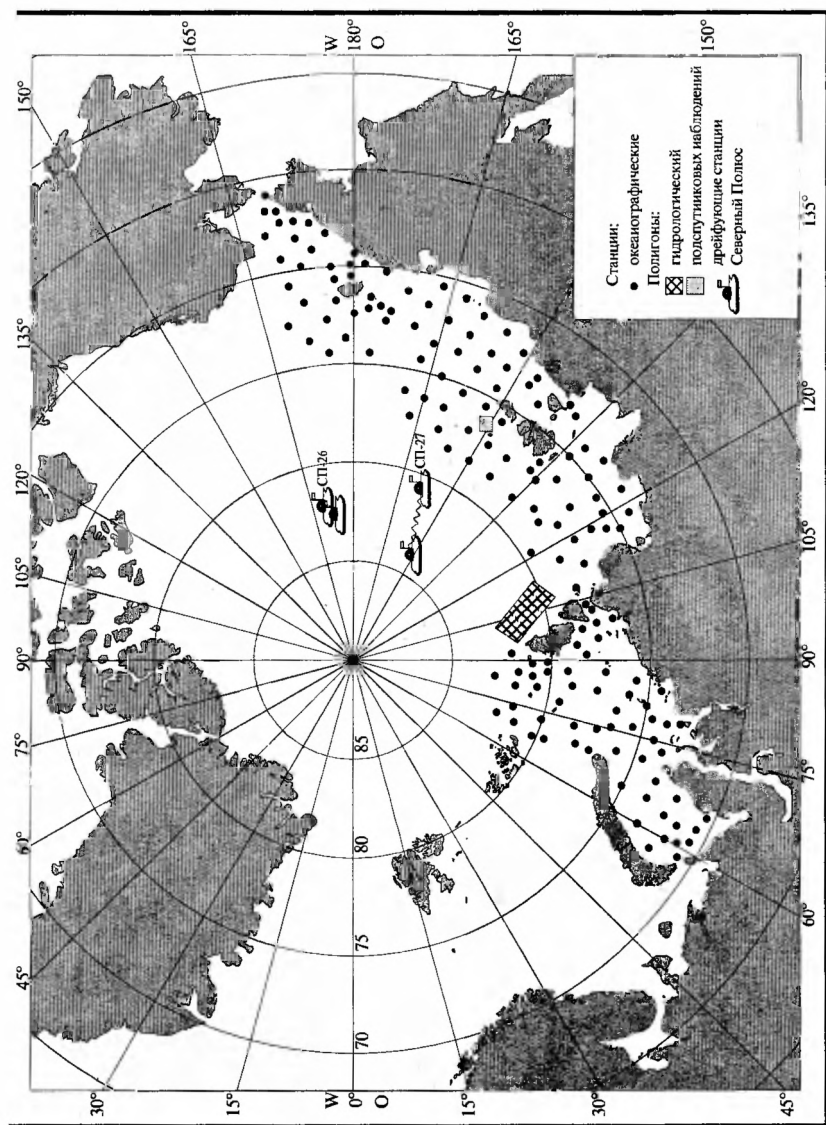 165°
W
180°
O
165°
150°
150°
135°
120°
105°
90°
75°
60°
45°
30°
15°
W
0°
O
15°
30°
45°
60°
75°
90°
105°
120°
135°
85
80
75
70
СП-26
СП-27
Станции:
океанографические
Полигоны:
гидрологический
подспутниковых наблюдений
дрейфующие станции
Северный Полюс